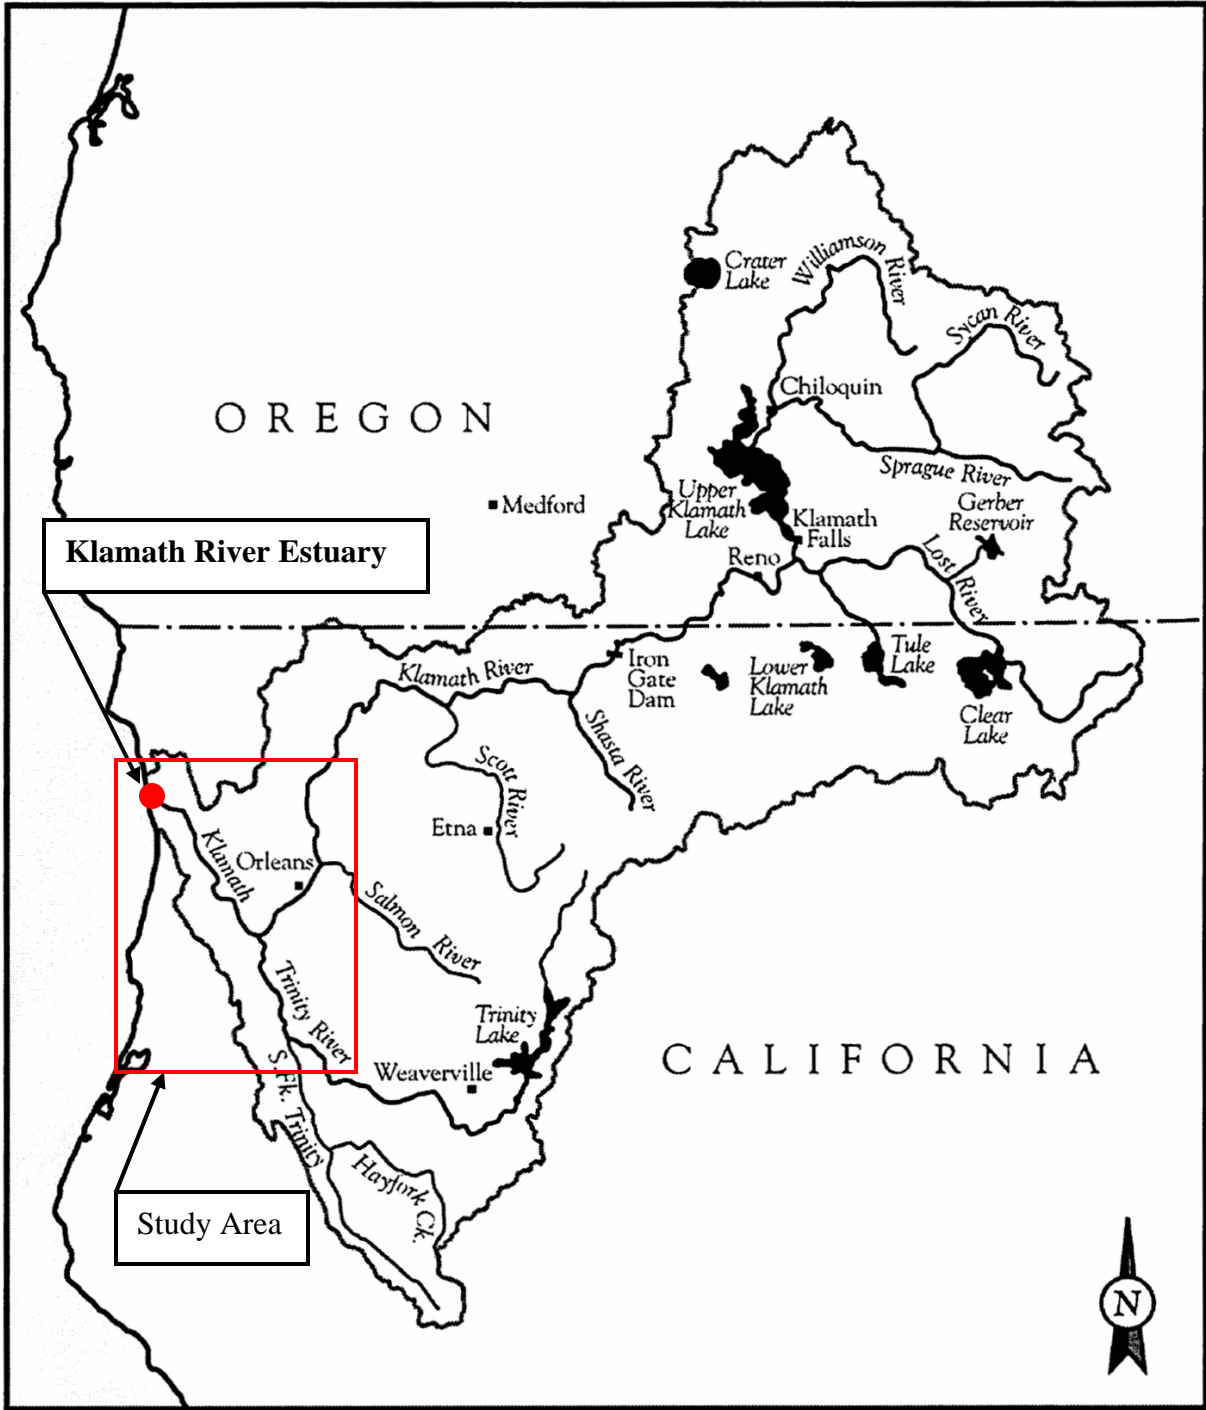 Crater
Lake
Williamson River
Sycan River
Chiloquin
OREGON
Sprague River
Medford
Upper
Klamath
Lake
Klamath
Falls
Gerber
Reservoir
Klamath River Estuary
Reno
Lost River
Klamath River
Iron
Gate
Dam
Lower
Klamath
Lake
Tule
Lake
Clear
Lake
Shasta River
Scott River
Etna
Klamath
Orleans
Salmon River
Trinity River
Trinity
Lake
Weaverville
CALIFORNIA
S. Fk. Trinity
Hayfork Ck.
Study Area
N